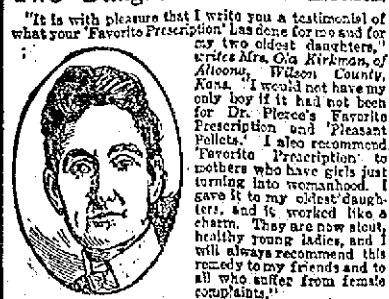 "It is with pleasure that I write you a testimonial of
what your 'Favorite Prescription' has done for me and for
my two oldest daughters,"
writes Mrs. Ola Kirkman, of
Altoona, Wilson County,
Kans. "I would not have my
only boy if it had not been
for Dr. Pierce's Favorite
Prescription and 'Pleasant
Pellets.' I also recommend
'Favorite Prescription' to
mothers who have girls just
turning into womanhood. I
gave it to my oldest daugh-
ters, and it worked like a
charm. They are now stout,
healthy young ladies, and I
will always recommend this
remedy to my friends and to
all who suffer from female
complaints."